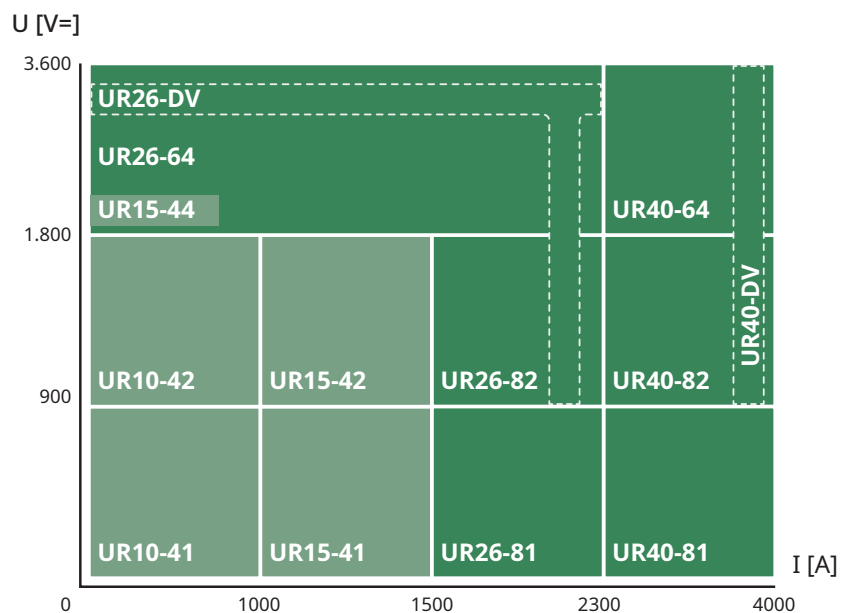 U [V=]
3.600
UR26-DV
UR26-64
UR15-44
UR40-64
1.800
UR40-DV
UR10-42
UR15-42
UR26-82
UR40-82
900
UR10-41
UR15-41
UR26-81
UR40-81
I [A]
0
1000
1500
2300
4000